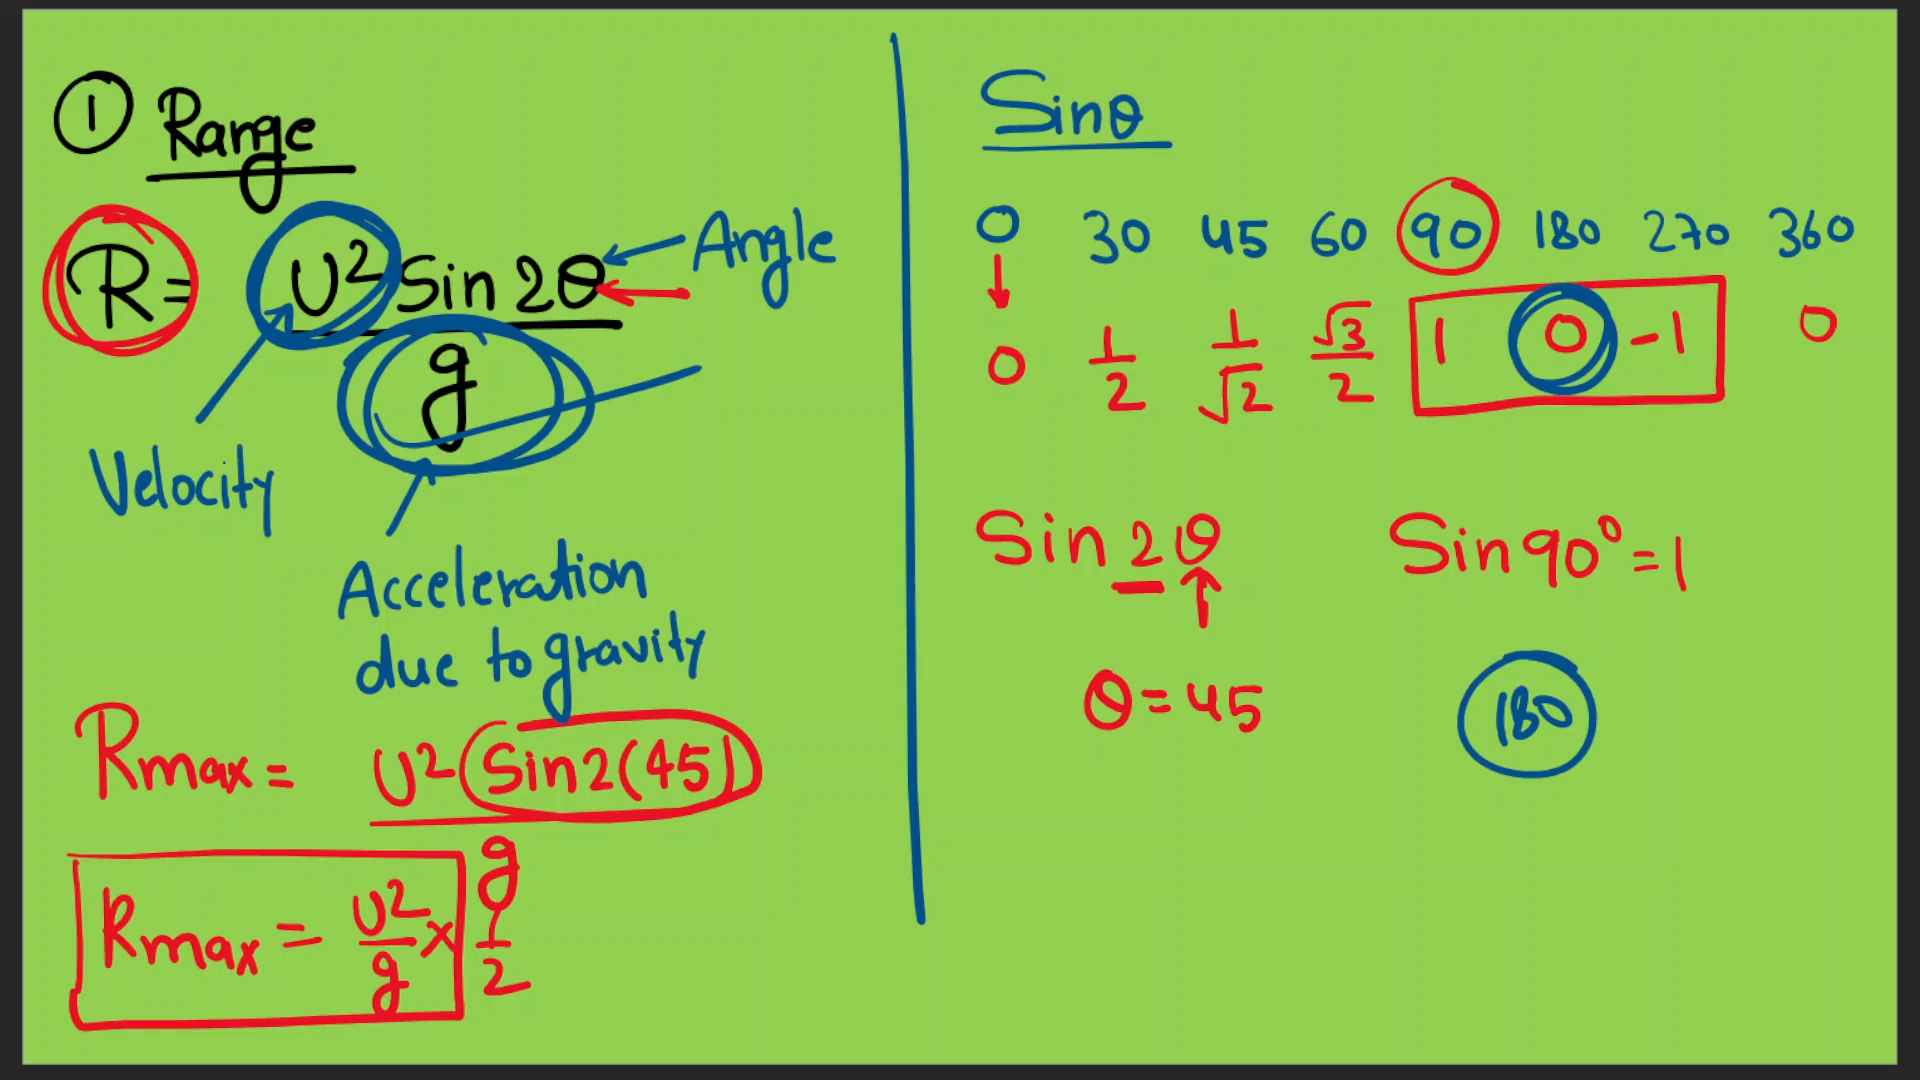 ① Range
R = U² Sin 2θ
g
Angle
Velocity
Acceleration
due to gravity
Rmax = U² Sin2(45)
g
Rmax = U²/g × 1/2
Sinθ
0 30 45 60 90 180 270 360
0 1/2 1/√2 √3/2 1 0 -1 0
Sin 2θ Sin 90° = 1
θ = 45 180